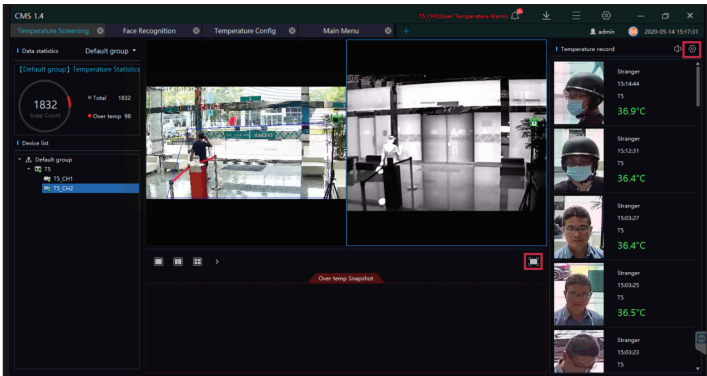 CMS 1.4
T5_CH1(Over Temperature Alarm)
Temperature Screening
Face Recognition
Temperature Config
Main Menu
+
admin
2020-05-14 15:17:31
Data statistics
Default group
【Default group】Temperature Statistics
1832
Snap Count
Total 1832
Over temp 98
Device list
Default group
T5
T5_CH1
T5_CH2
Over temp Snapshot
Temperature record
Stranger
15:14:44
T5
36.9°C
Stranger
15:12:31
T5
36.4°C
Stranger
15:03:27
T5
36.4°C
Stranger
15:03:25
T5
36.5°C
Stranger
15:03:23
T5